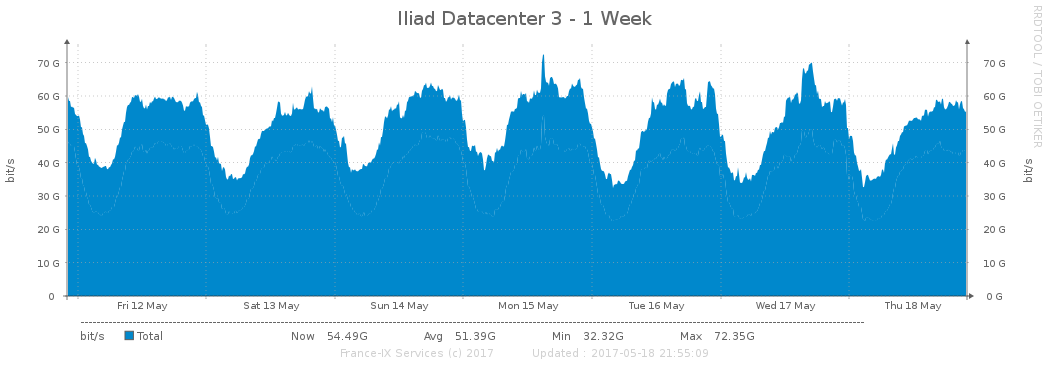 Iliad Datacenter 3 - 1 Week
RRDTOOL / TOBI OETIKER
bit/s
70 G 70 G
60 G 60 G
50 G 50 G
40 G 40 G
30 G 30 G
20 G 20 G
10 G 10 G
0 0 G
bit/s
Fri 12 May Sat 13 May Sun 14 May Mon 15 May Tue 16 May Wed 17 May Thu 18 May
bit/s Total Now 54.49G Avg 51.39G Min 32.32G Max 72.35G
France-IX Services (c) 2017 Updated : 2017-05-18 21:55:09